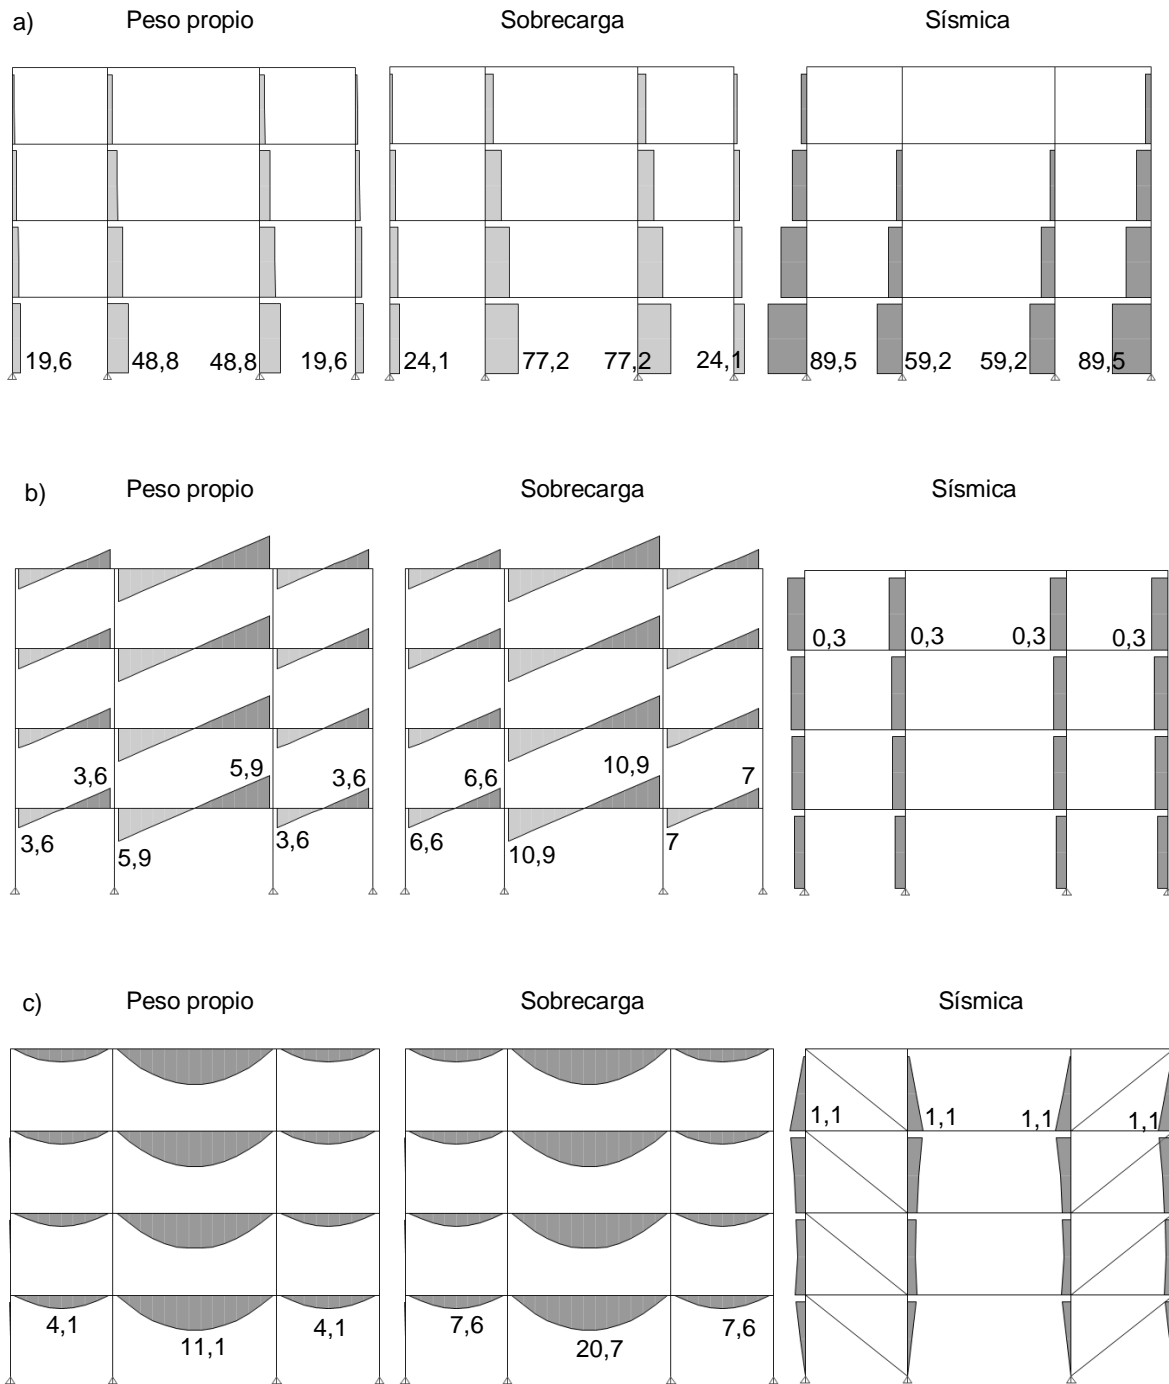 a) Peso propio Sobrecarga Sísmica
19,6 48,8 48,8 19,6 24,1 77,2 77,2 24,1 89,5 59,2 59,2 89,5
b) Peso propio Sobrecarga Sísmica
0,3 0,3 0,3 0,3
3,6 5,9 3,6 6,6 10,9 7
3,6 5,9 3,6 6,6 10,9 7
c) Peso propio Sobrecarga Sísmica
1,1 1,1 1,1 1,1
4,1 11,1 4,1 7,6 20,7 7,6